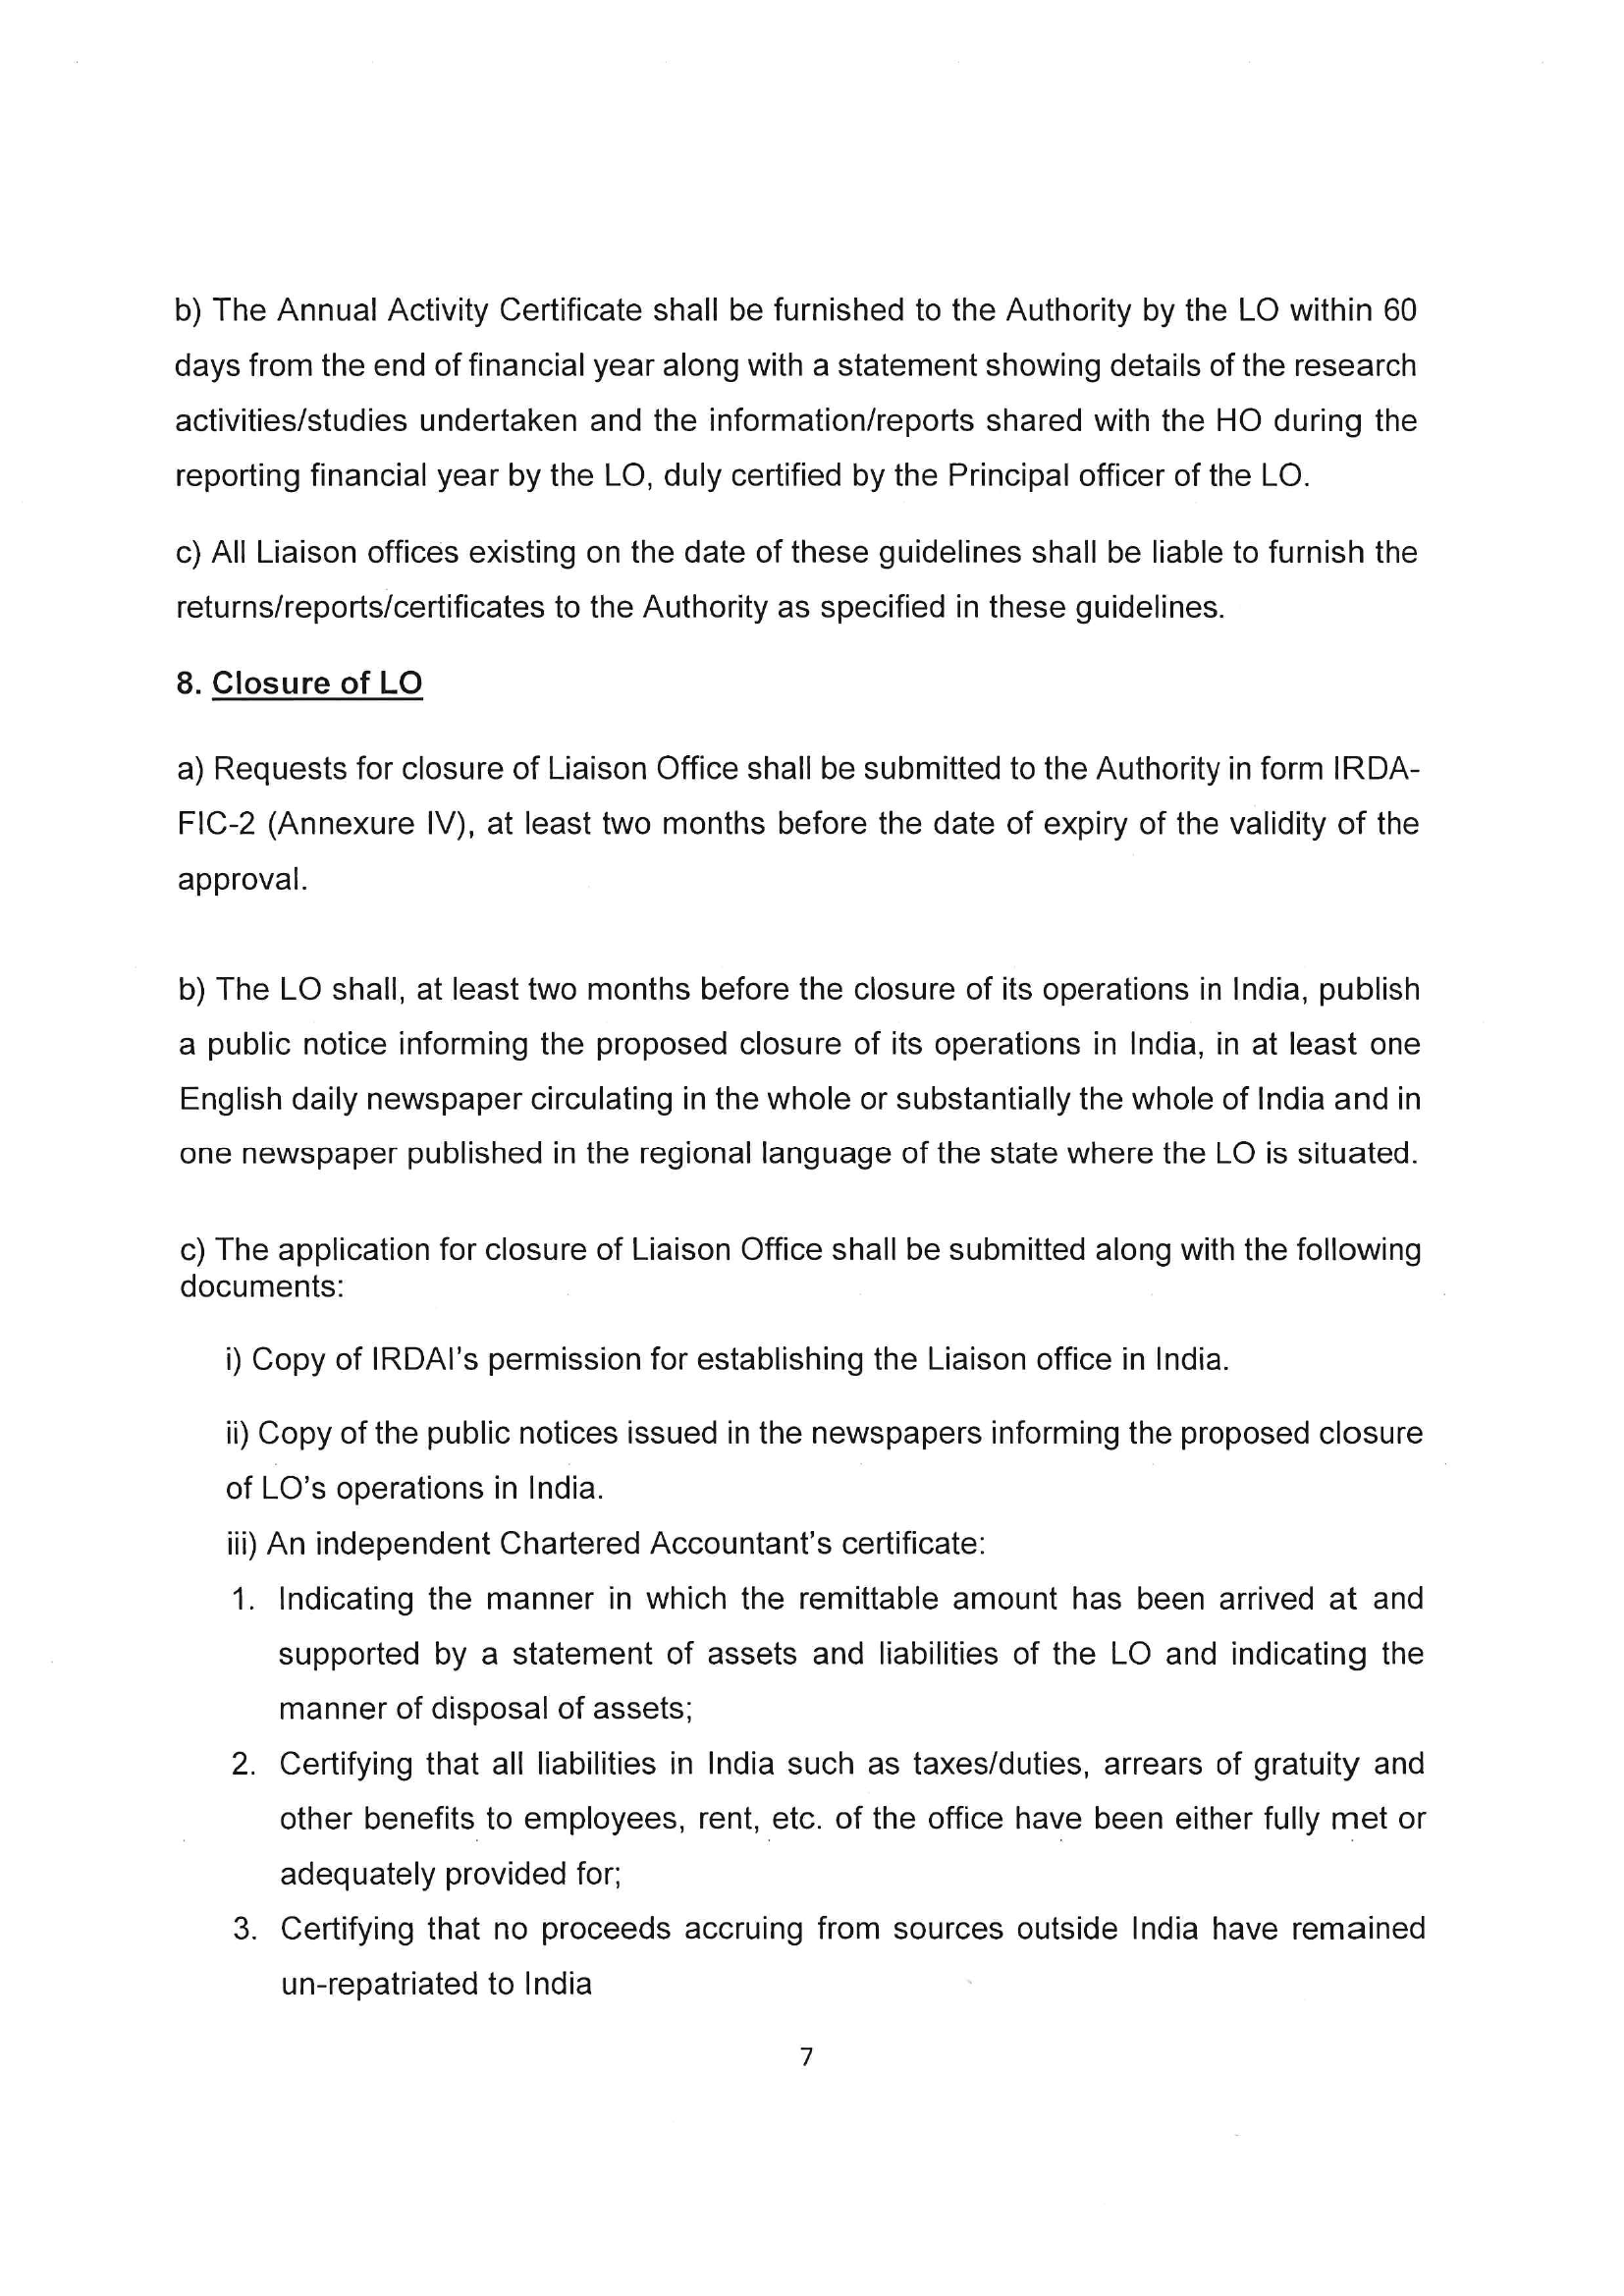 b) The Annual Activity Certificate shall be furnished to the Authority by the LO within 60
days from the end of financial year along with a statement showing details of the research
activities/studies undertaken and the information/reports shared with the HO during the
reporting financial year by the LO, duly certified by the Principal officer of the LO.
c) All Liaison offices existing on the date of these guidelines shall be liable to furnish the
returns/reports/certificates to the Authority as specified in these guidelines.
8. Closure of LO
a) Requests for closure of Liaison Office shall be submitted to the Authority in form IRDA-
FIC-2 (Annexure IV), at least two months before the date of expiry of the validity of the
approval.
b) The LO shall, at least two months before the closure of its operations in India, publish
a public notice informing the proposed closure of its operations in India, in at least one
English daily newspaper circulating in the whole or substantially the whole of India and in
one newspaper published in the regional language of the state where the LO is situated.
c) The application for closure of Liaison Office shall be submitted along with the following
documents:
i) Copy of IRDAI's permission for establishing the Liaison office in India.
ii) Copy of the public notices issued in the newspapers informing the proposed closure
of LO's operations in India.
iii) An independent Chartered Accountant's certificate:
1. Indicating the manner in which the remittable amount has been arrived at and
supported by a statement of assets and liabilities of the LO and indicating the
manner of disposal of assets;
2. Certifying that all liabilities in India such as taxes/duties, arrears of gratuity and
other benefits to employees, rent, etc. of the office have been either fully met or
adequately provided for;
3. Certifying that no proceeds accruing from sources outside India have remained
un-repatriated to India
7